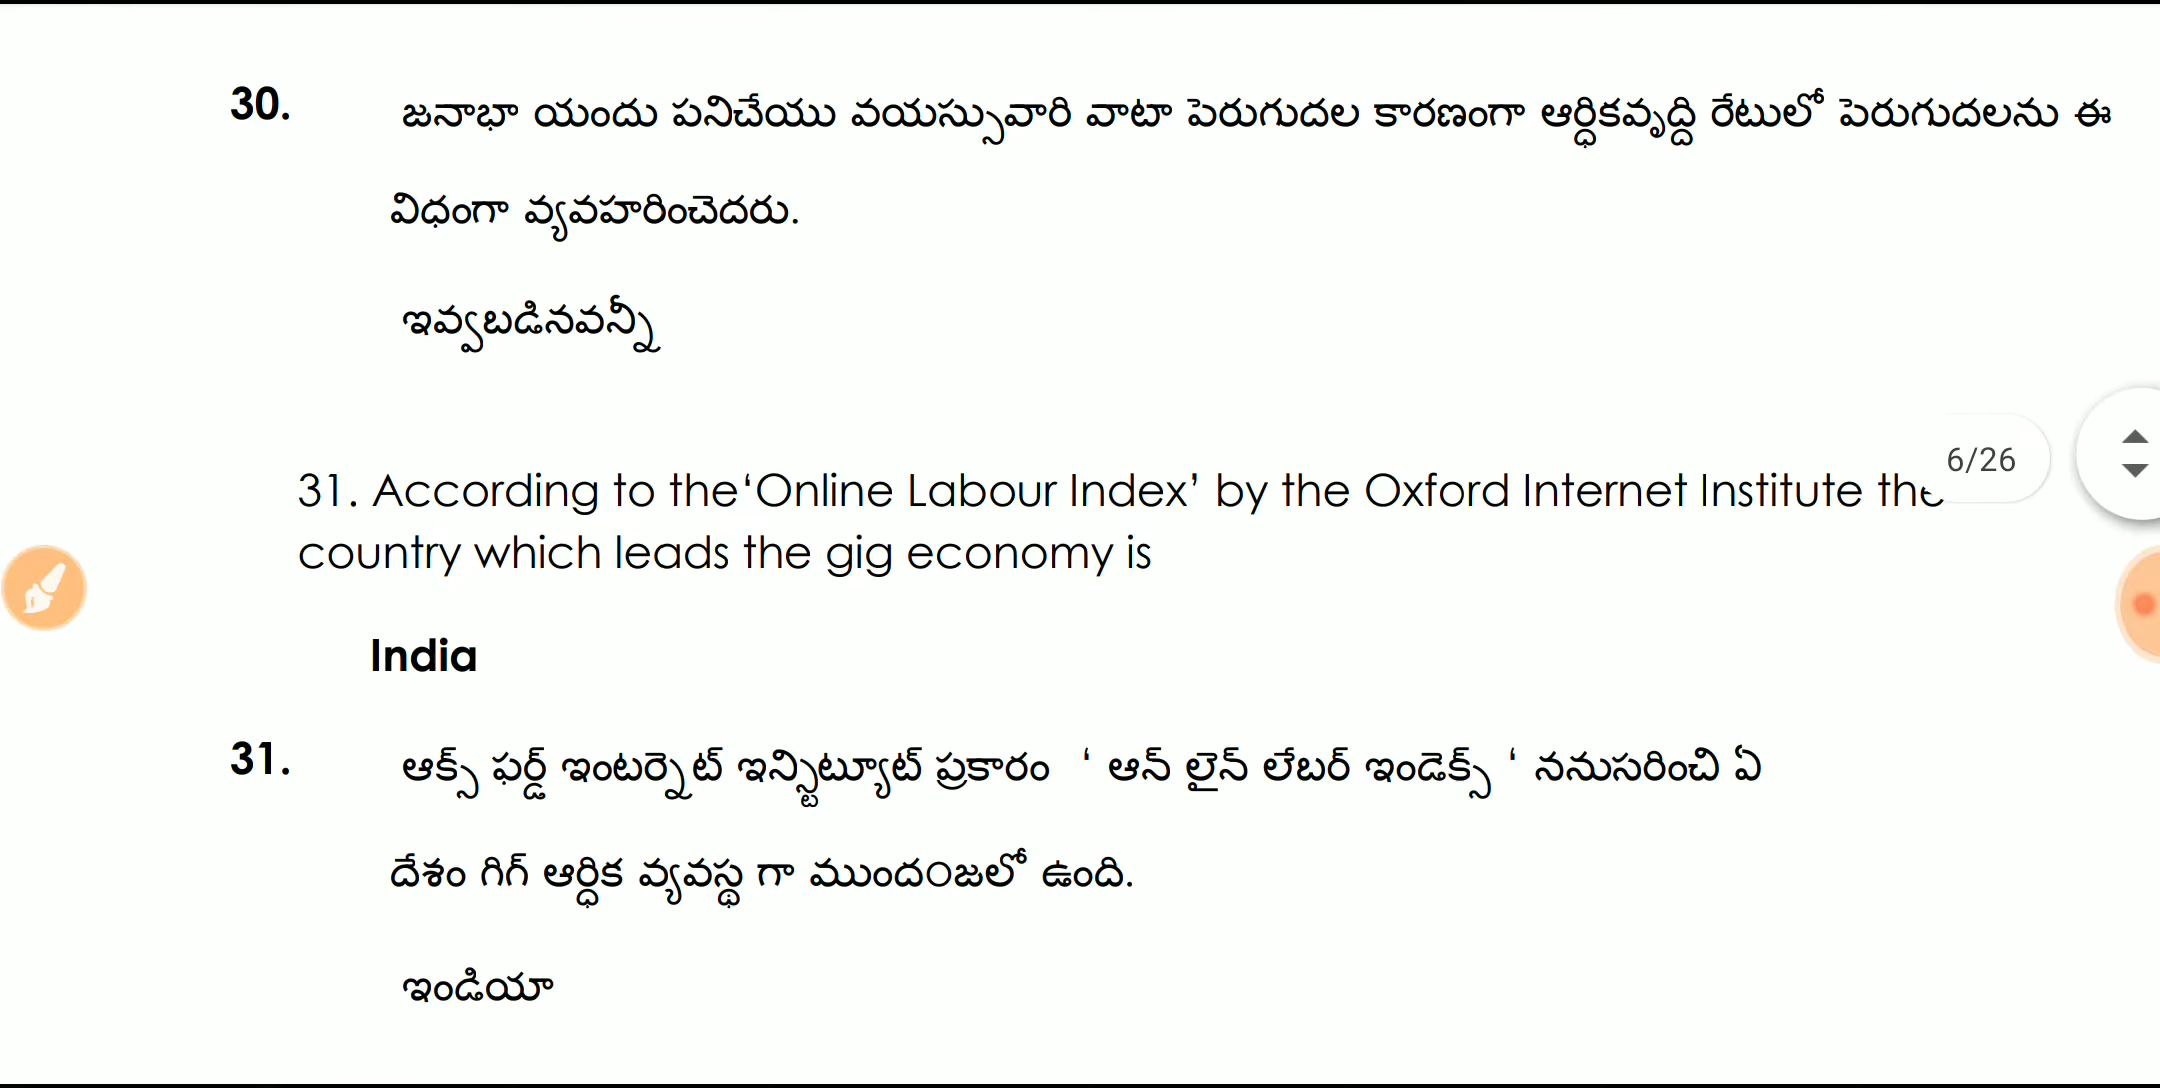 30. జనాభా యందు పనిచేయు వయస్సువారి వాటా పెరుగుదల కారణంగా ఆర్ధికవృద్ది రేటులో పెరుగుదలను ఈ
విధంగా వ్యవహరించెదరు.
ఇవ్వబడినవన్నీ
6/26
31. According to the‘Online Labour Index’ by the Oxford Internet Institute the
country which leads the gig economy is
India
31. ఆక్స్ ఫర్డ్ ఇంటర్నెట్ ఇన్స్టిట్యూట్ ప్రకారం ‘ ఆన్ లైన్ లేబర్ ఇండెక్స్ ‘ ననుసరించి ఏ
దేశం గిగ్ ఆర్ధిక వ్యవస్థ గా ముందంజలో ఉంది.
ఇండియా